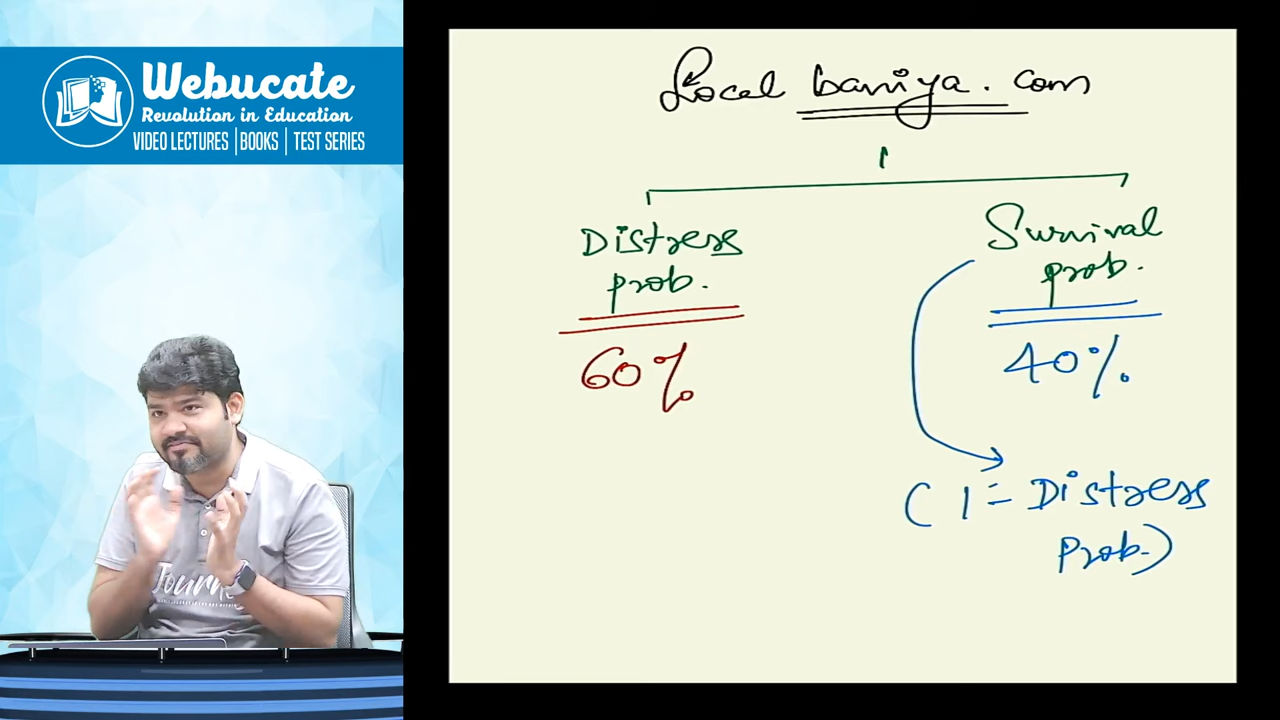 Webucate
Revolution in Education
VIDEO LECTURES | BOOKS | TEST SERIES
Local baniya.com
Distress
prob.
60%
Survival
prob.
40%
(1 - Distress
Prob.)
Journ